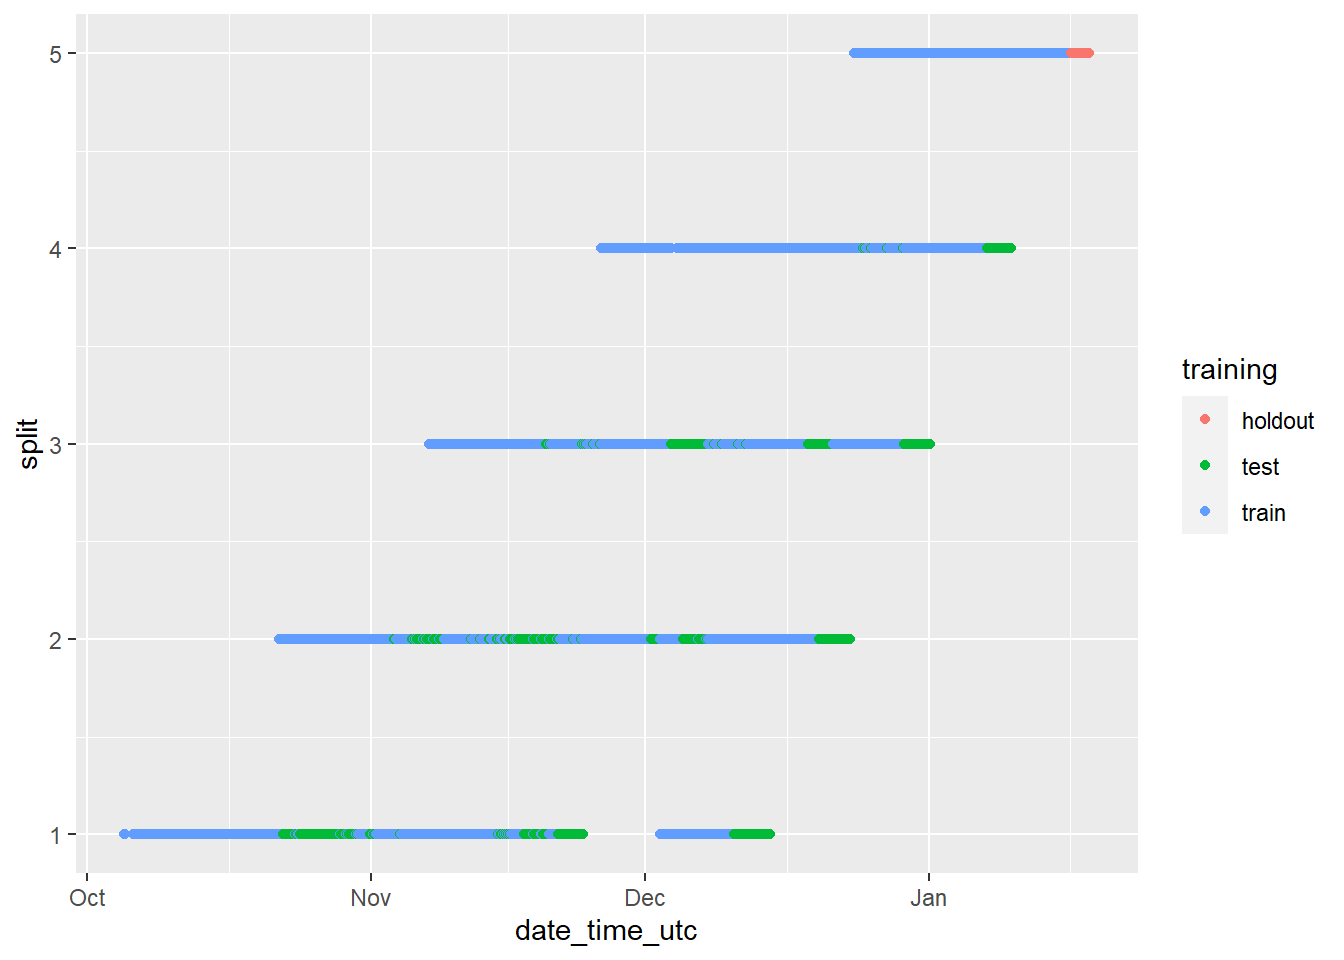 5
4
3
2
1
split
Oct Nov Dec Jan
date_time_utc
training
holdout
test
train